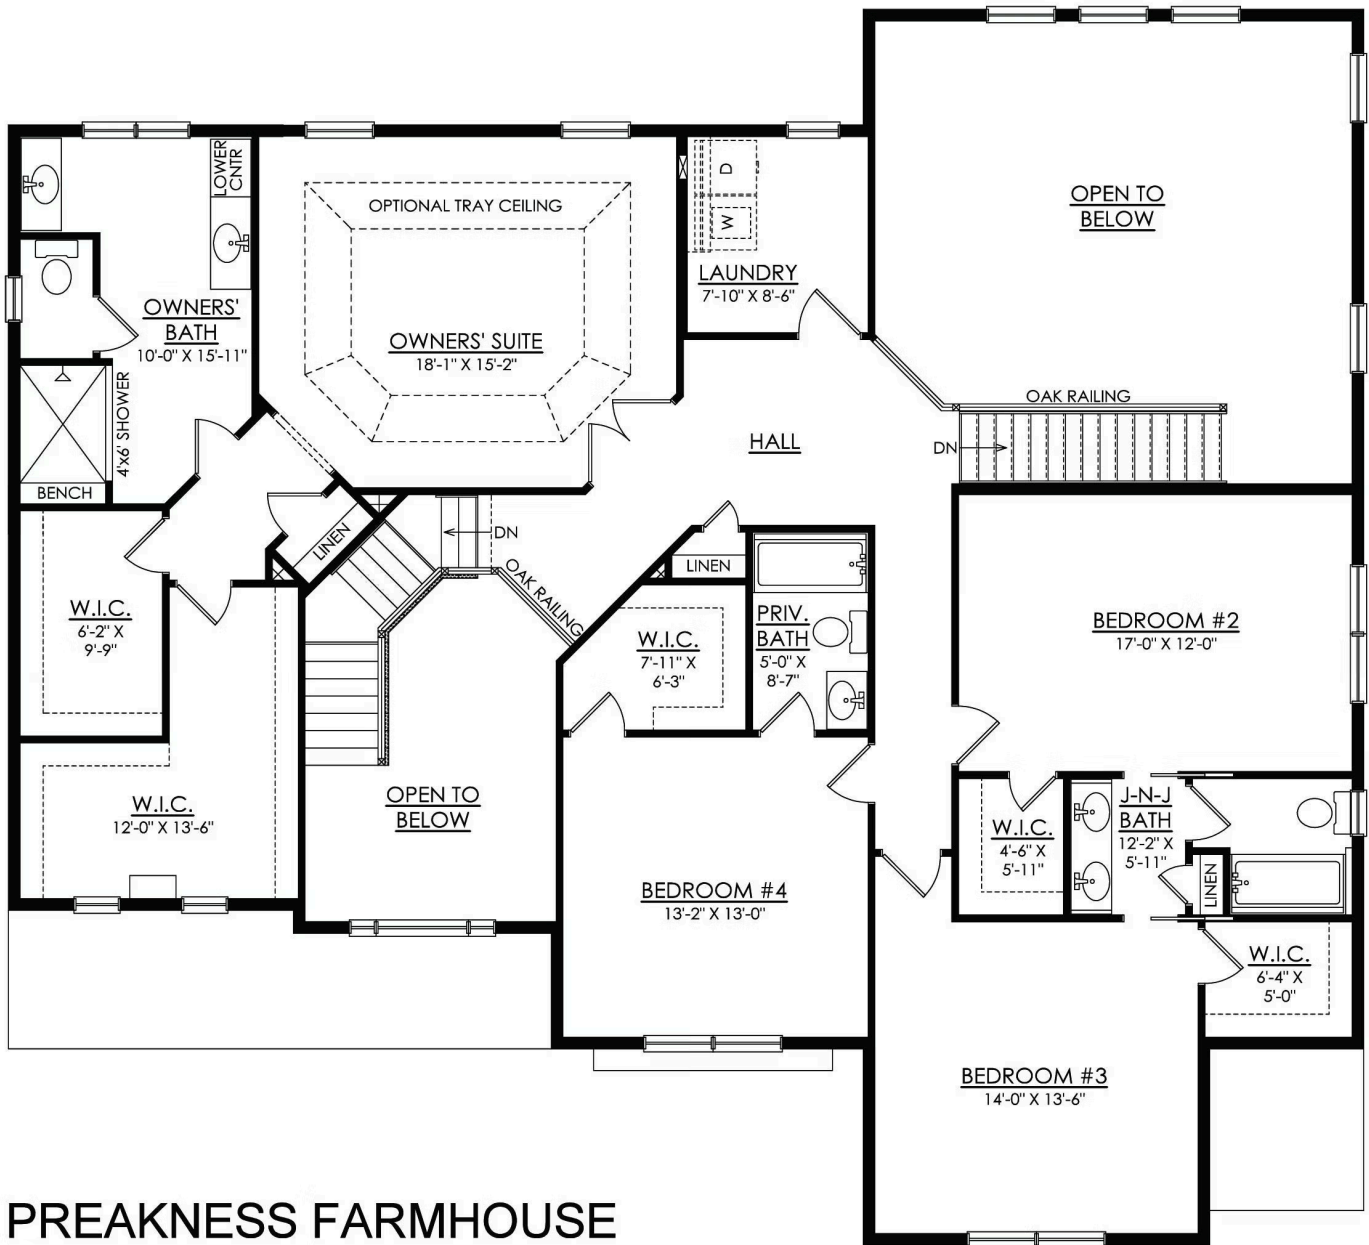 LOWER
CNTR
OPTIONAL TRAY CEILING
D
W
OPEN TO
BELOW
LAUNDRY
7'-10" X 8'-6"
OWNERS'
BATH
10'-0" X 15'-11"
OWNERS' SUITE
18'-1" X 15'-2"
4'x6' SHOWER
BENCH
OAK RAILING
HALL
DN
LINEN
DN
OAK RAILING
LINEN
W.I.C.
6'-2" X
9'-9"
W.I.C.
7'-11" X
6'-3"
PRIV.
BATH
5'-0" X
8'-7"
BEDROOM #2
17'-0" X 12'-0"
W.I.C.
12'-0" X 13'-6"
OPEN TO
BELOW
W.I.C.
4'-6" X
5'-11"
J-N-J
BATH
12'-2" X
5'-11"
LINEN
BEDROOM #4
13'-2" X 13'-0"
W.I.C.
6'-4" X
5'-0"
BEDROOM #3
14'-0" X 13'-6"
PREAKNESS FARMHOUSE